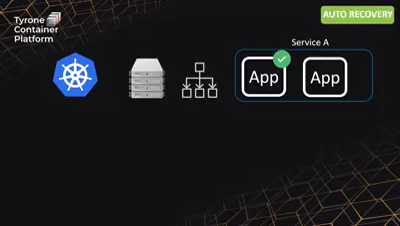 Tyrone
Container
Platform
AUTO RECOVERY
Service A
App
App